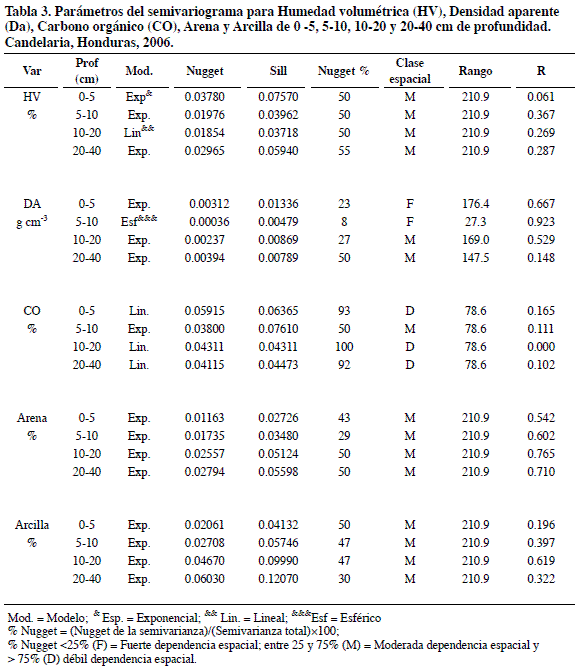 Tabla 3. Parámetros del semivariograma para Humedad volumétrica (HV), Densidad aparente
(Da), Carbono orgánico (CO), Arena y Arcilla de 0 -5, 5-10, 10-20 y 20-40 cm de profundidad.
Candelaria, Honduras, 2006.
Var Prof (cm) Mod. Nugget Sill Nugget % Clase espacial Rango R
HV 0-5 Exp& 0.03780 0.07570 50 M 210.9 0.061
% 5-10 Exp. 0.01976 0.03962 50 M 210.9 0.367
10-20 Lin&& 0.01854 0.03718 50 M 210.9 0.269
20-40 Exp. 0.02965 0.05940 55 M 210.9 0.287
DA 0-5 Exp. 0.00312 0.01336 23 F 176.4 0.667
g cm-3 5-10 Esf&&& 0.00036 0.00479 8 F 27.3 0.923
10-20 Exp. 0.00237 0.00869 27 M 169.0 0.529
20-40 Exp. 0.00394 0.00789 50 M 147.5 0.148
CO 0-5 Lin. 0.05915 0.06365 93 D 78.6 0.165
% 5-10 Exp. 0.03800 0.07610 50 M 78.6 0.111
10-20 Lin. 0.04311 0.04311 100 D 78.6 0.000
20-40 Lin. 0.04115 0.04473 92 D 78.6 0.102
Arena 0-5 Exp. 0.01163 0.02726 43 M 210.9 0.542
% 5-10 Exp. 0.01735 0.03480 29 M 210.9 0.602
10-20 Exp. 0.02557 0.05124 50 M 210.9 0.765
20-40 Exp. 0.02794 0.05598 50 M 210.9 0.710
Arcilla 0-5 Exp. 0.02061 0.04132 50 M 210.9 0.196
% 5-10 Exp. 0.02708 0.05746 47 M 210.9 0.397
10-20 Exp. 0.04670 0.09990 47 M 210.9 0.619
20-40 Exp. 0.06030 0.12070 30 M 210.9 0.322
Mod. = Modelo; & Esp. = Exponencial; && Lin. = Lineal; &&&Esf = Esférico
% Nugget = (Nugget de la semivarianza)/(Semivarianza total)×100;
% Nugget <25% (F) = Fuerte dependencia espacial; entre 25 y 75% (M) = Moderada dependencia espacial y
> 75% (D) débil dependencia espacial.